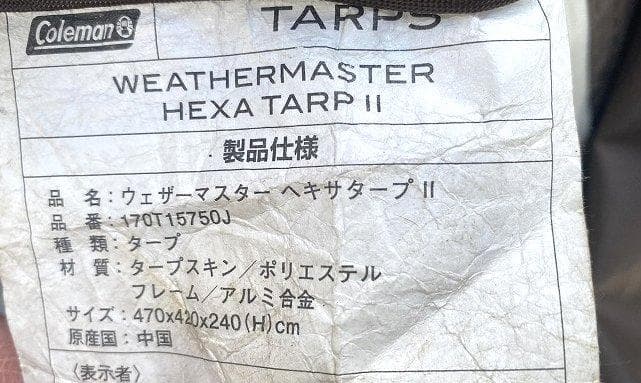 Coleman
TARPS
WEATHERMASTER
HEXA TARP II
製品仕様
品 名：ウェザーマスター ヘキサタープ II
品 番：170T15750J
種 類：タープ
材 質：タープスキン／ポリエステル
フレーム／アルミ合金
サイズ：470x420x240(H)cm
原産国：中国
〈表示者〉